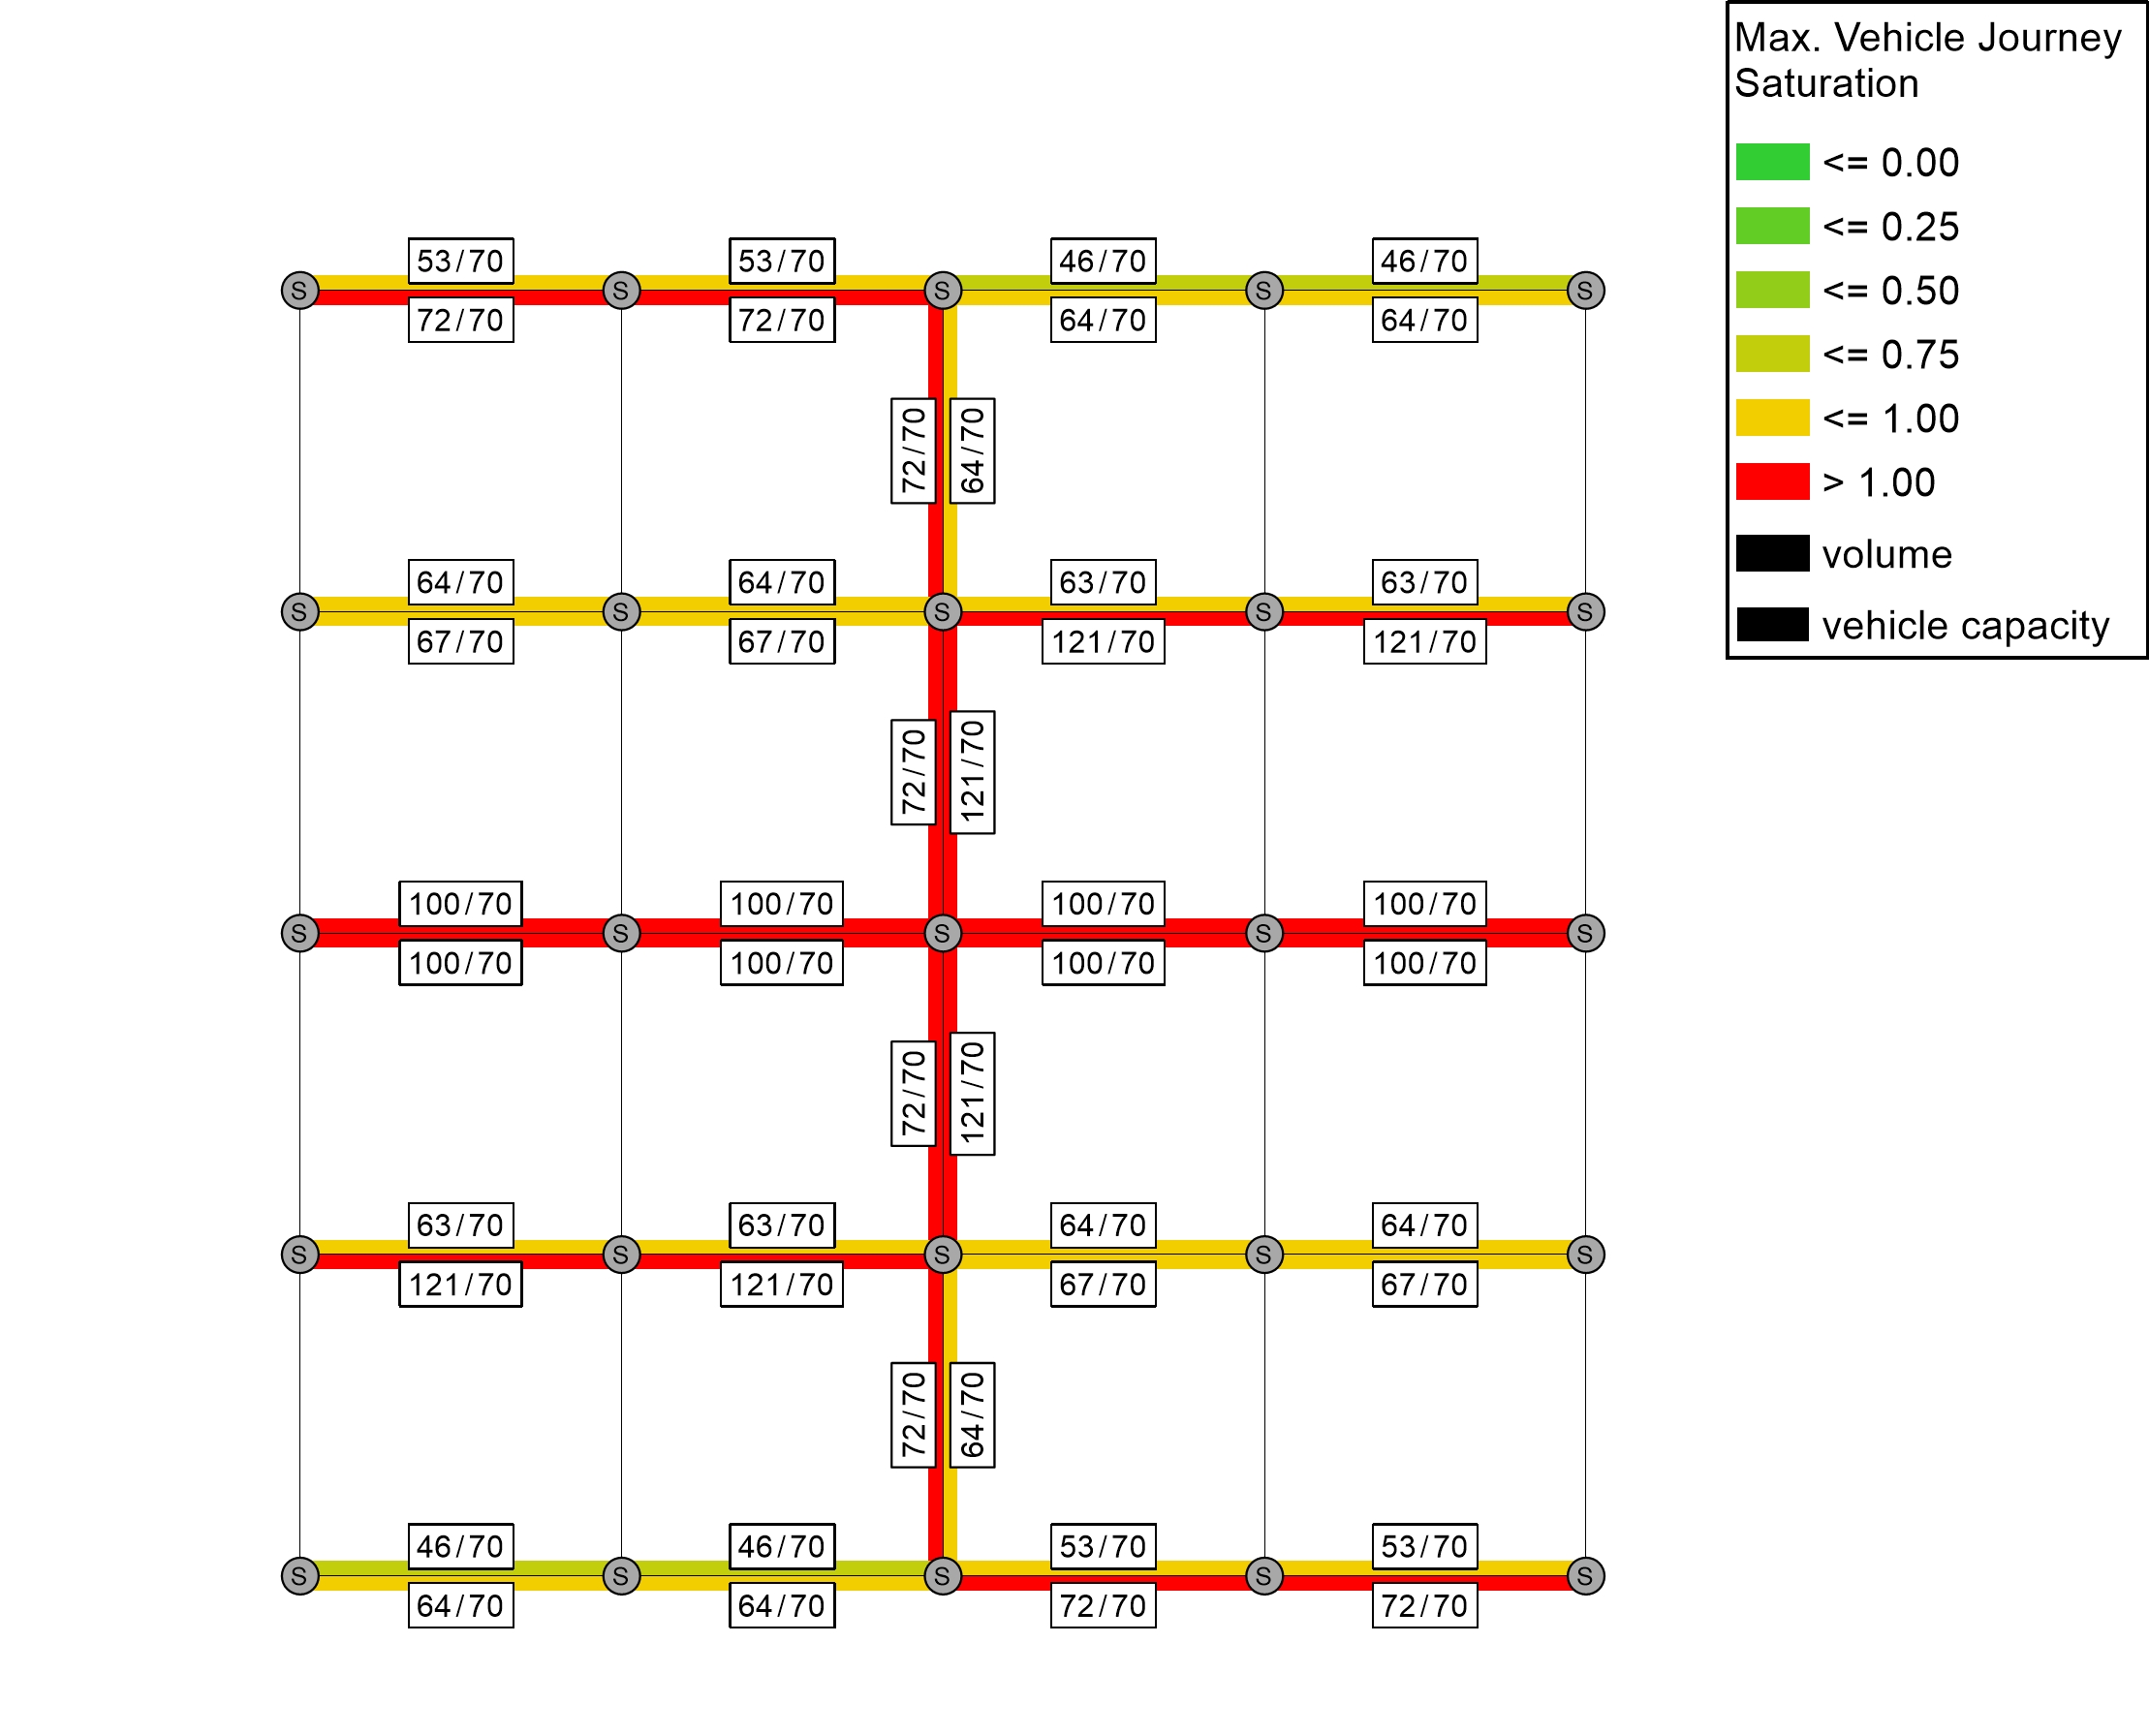 Max. Vehicle Journey
Saturation
<= 0.00
<= 0.25
<= 0.50
<= 0.75
<= 1.00
> 1.00
volume
vehicle capacity
53/70 53/70 46/70 46/70
S S S S S
72/70 72/70 64/70 64/70
72/70 64/70
64/70 64/70 63/70 63/70
S S S S S
67/70 67/70 121/70 121/70
72/70 121/70
100/70 100/70 100/70 100/70
S S S S S
100/70 100/70 100/70 100/70
72/70 121/70
63/70 63/70 64/70 64/70
S S S S S
121/70 121/70 67/70 67/70
72/70 64/70
46/70 46/70 53/70 53/70
S S S S S
64/70 64/70 72/70 72/70